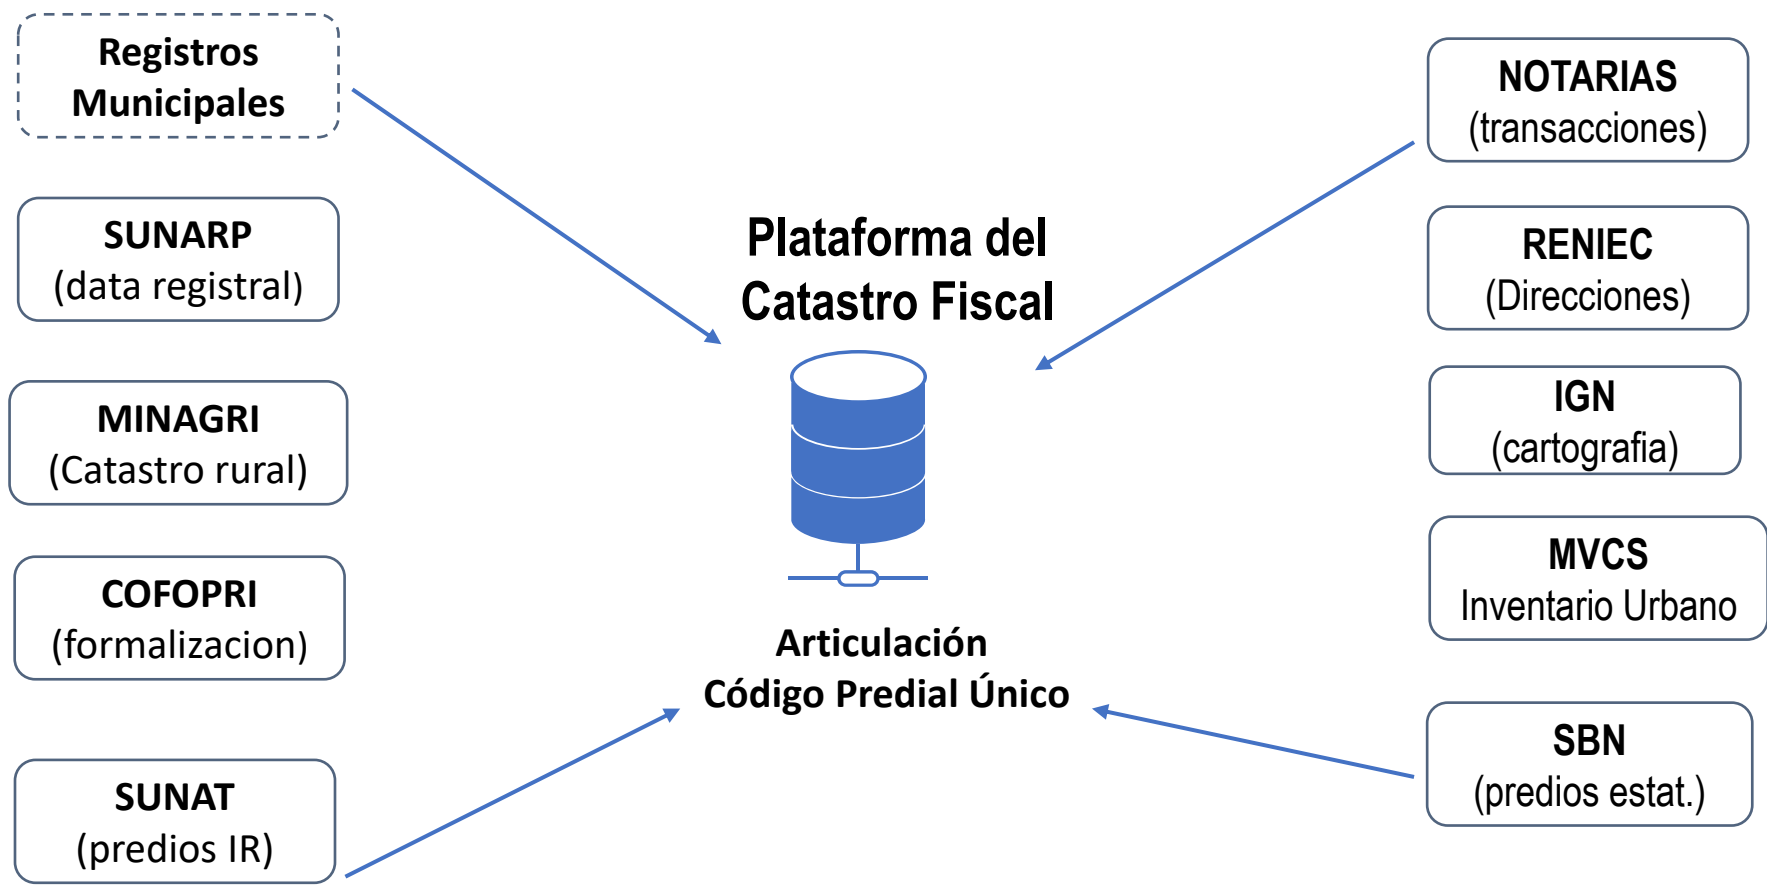 Registros
Municipales
SUNARP
(data registral)
MINAGRI
(Catastro rural)
COFOPRI
(formalizacion)
SUNAT
(predios IR)
Plataforma del
Catastro Fiscal
Articulación
Código Predial Único
NOTARIAS
(transacciones)
RENIEC
(Direcciones)
IGN
(cartografia)
MVCS
Inventario Urbano
SBN
(predios estat.)